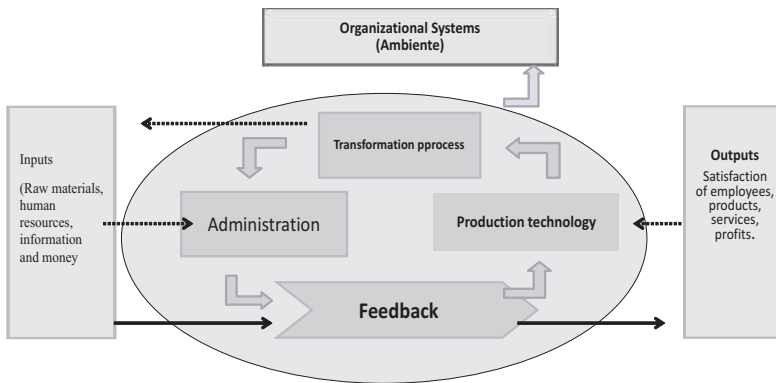 Organizational Systems
(Ambiente)
Inputs
(Raw materials,
human
resources,
information
and money
Transformation pprocess
Administration
Production technology
Feedback
Outputs
Satisfaction
of employees,
products,
services,
profits.